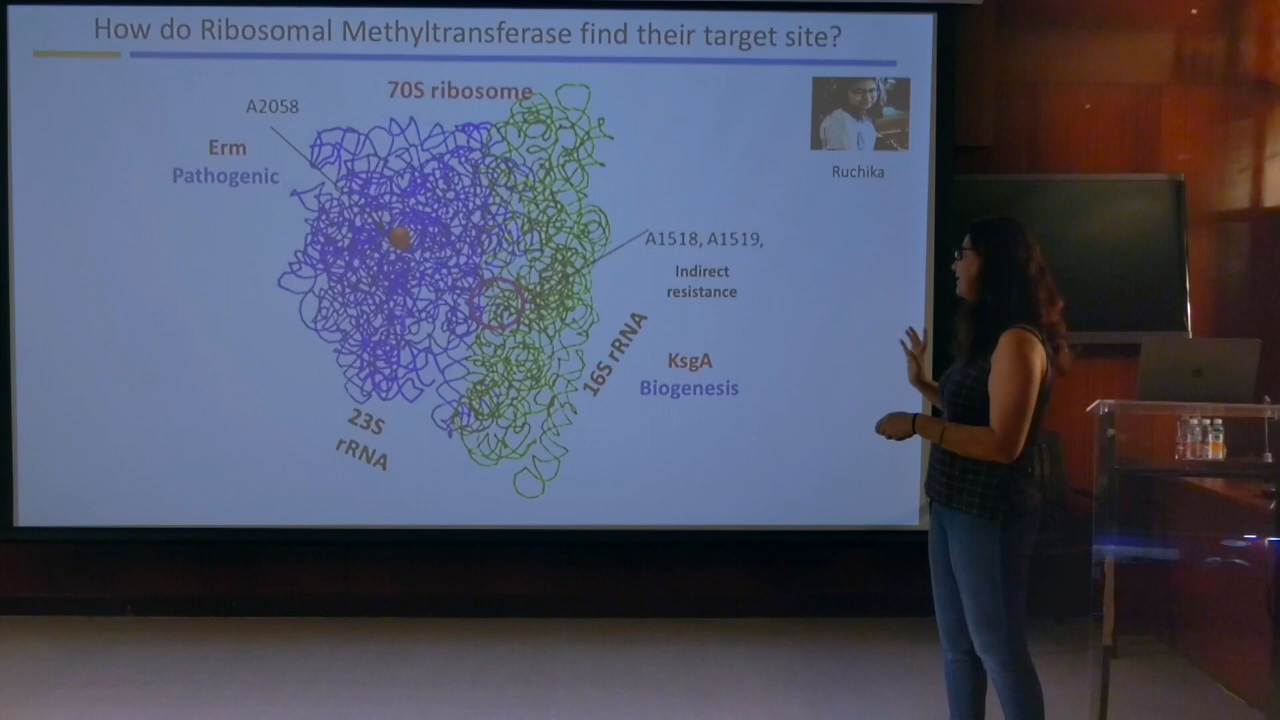 How do Ribosomal Methyltransferase find their target site?
70S ribosome
A2058
Erm
Pathogenic
Ruchika
A1518, A1519,
Indirect
resistance
16S rRNA
KsgA
Biogenesis
23S
rRNA